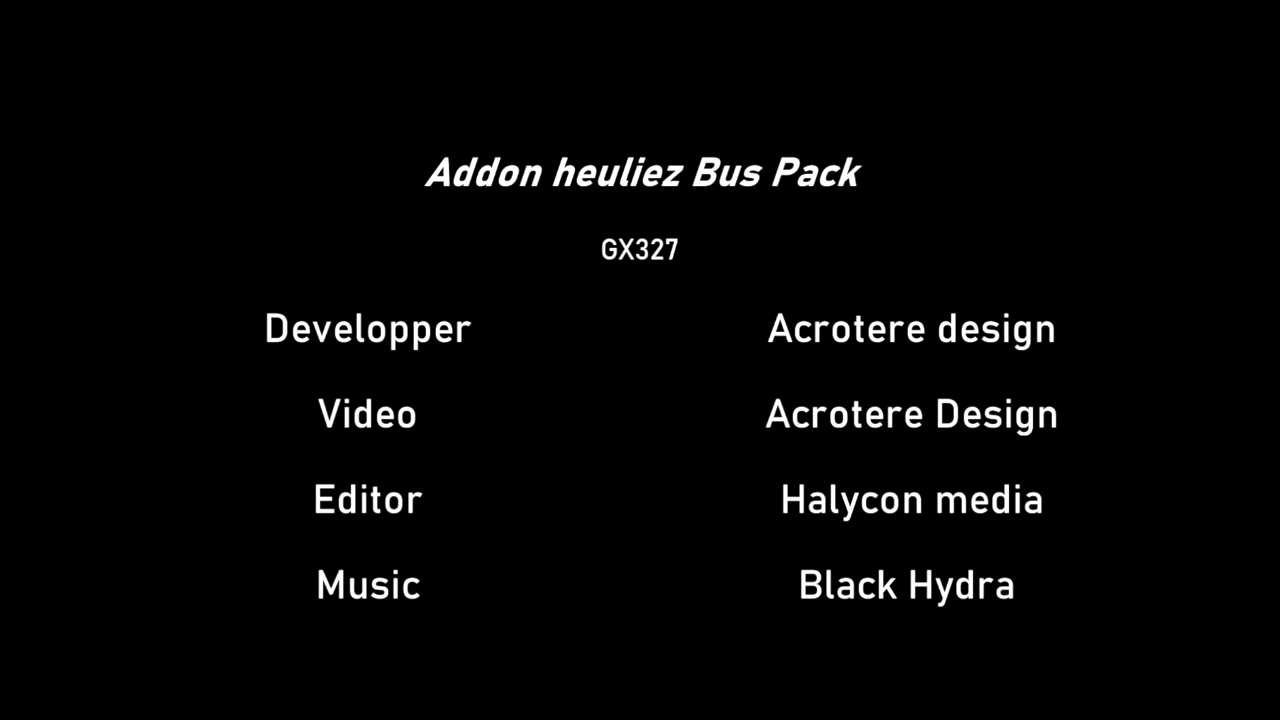 Addon heuliez Bus Pack
GX327
Developper Acrotere design
Video Acrotere Design
Editor Halycon media
Music Black Hydra